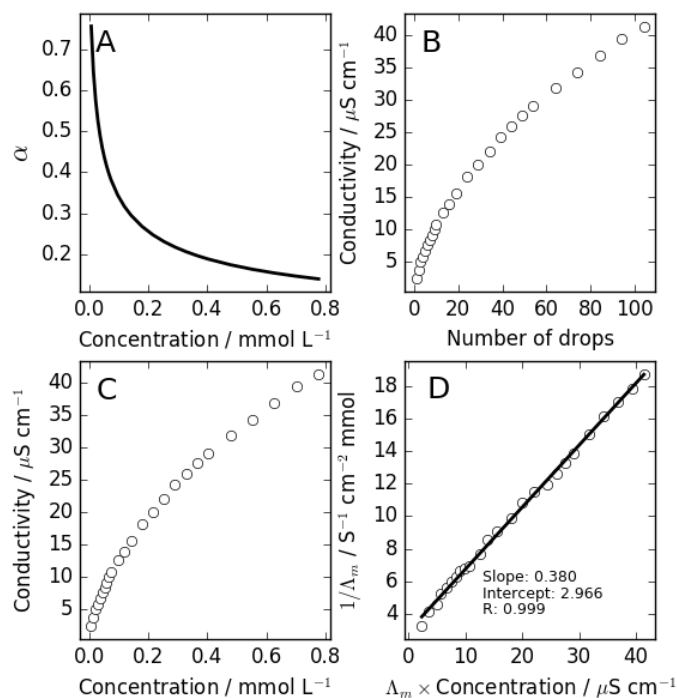 A
0.7
0.6
0.5
0.4
0.3
0.2
α
0.0 0.2 0.4 0.6 0.8
Concentration / mmol L⁻¹
B
40
35
30
25
20
15
10
5
Conductivity / μS cm⁻¹
0 20 40 60 80 100
Number of drops
C
40
35
30
25
20
15
10
5
Conductivity / μS cm⁻¹
0.0 0.2 0.4 0.6 0.8
Concentration / mmol L⁻¹
D
18
16
14
12
10
8
6
4
1/Λₘ / S⁻¹ cm⁻² mmol
Slope: 0.380
Intercept: 2.966
R: 0.999
0 10 20 30 40
Λₘ × Concentration / μS cm⁻¹